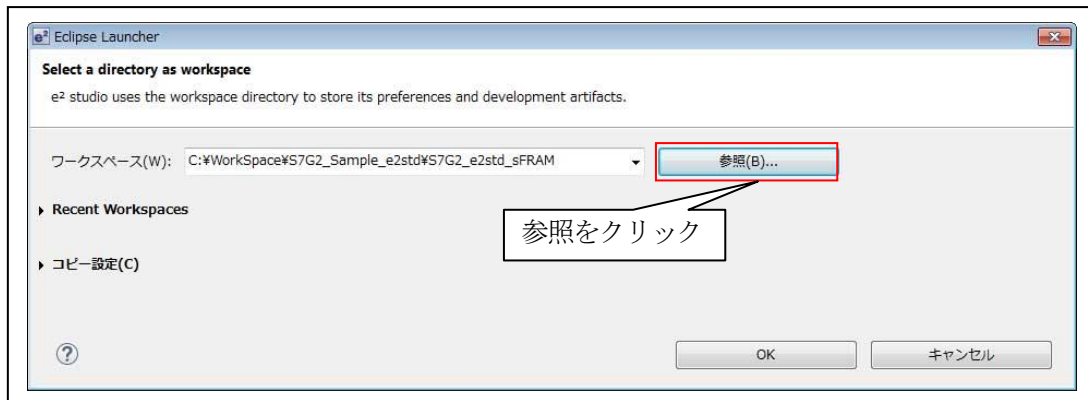 e² Eclipse Launcher
Select a directory as workspace
e² studio uses the workspace directory to store its preferences and development artifacts.
ワークスペース(W): C:¥WorkSpace¥S7G2_Sample_e2std¥S7G2_e2std_sFRAM 参照(B)...
Recent Workspaces
参照をクリック
コピー設定(C)
? OK キャンセル